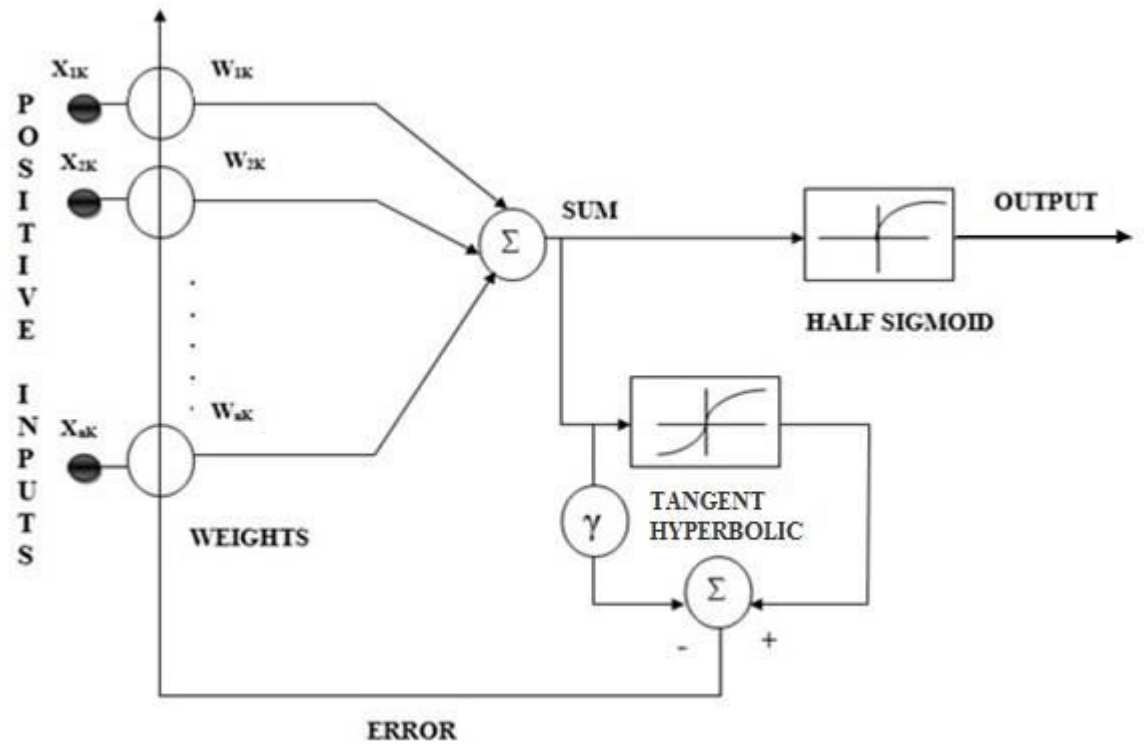 POSITIVE INPUTS
X1K
W1K
X2K
W2K
Σ
SUM
OUTPUT
HALF SIGMOID
XnK
WnK
WEIGHTS
TANGENT
HYPERBOLIC
γ
Σ
-
+
ERROR